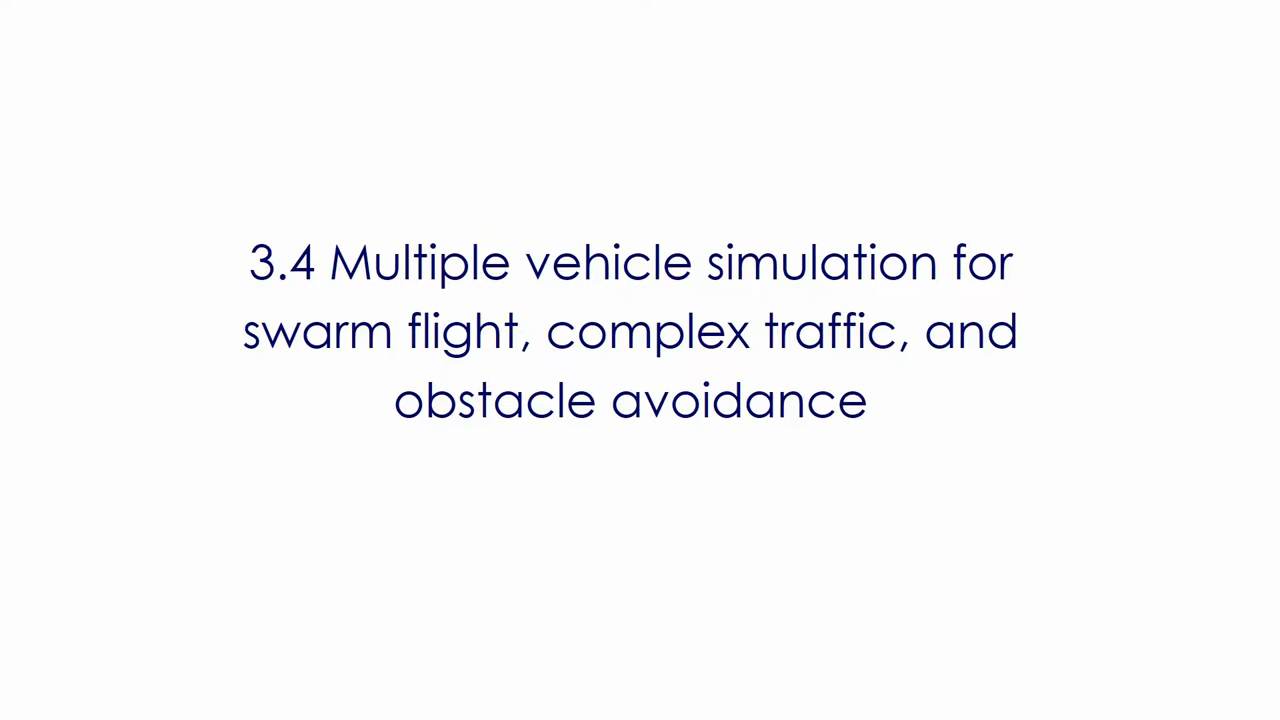 3.4 Multiple vehicle simulation for
swarm flight, complex traffic, and
obstacle avoidance